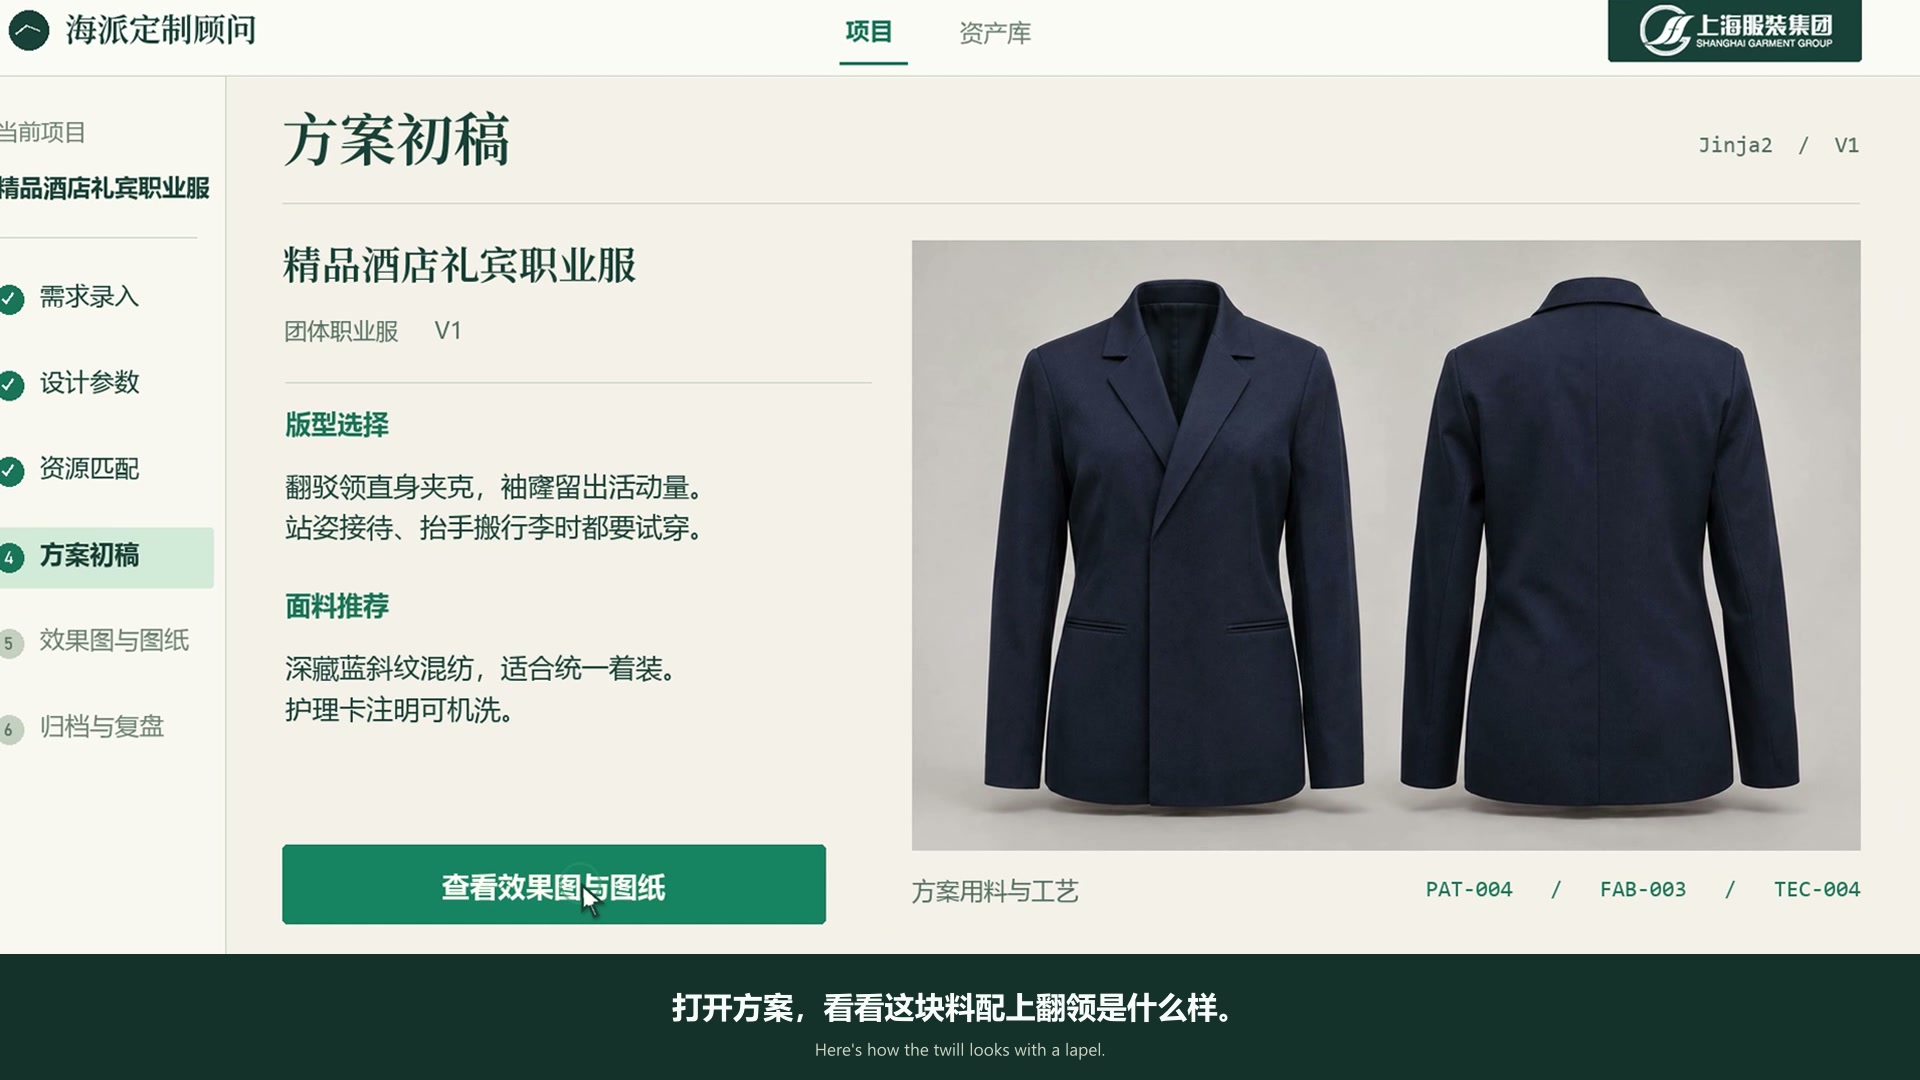 海派定制顾问
项目
资产库
上海服装集团
SHANGHAI GARMENT GROUP
当前项目
精品酒店礼宾职业服
需求录入
设计参数
资源匹配
4 方案初稿
5 效果图与图纸
6 归档与复盘
方案初稿
Jinja2 / V1
精品酒店礼宾职业服
团体职业服 V1
版型选择
翻驳领直身夹克，袖窿留出活动量。
站姿接待、抬手搬行李时都要试穿。
面料推荐
深藏蓝斜纹混纺，适合统一着装。
护理卡注明可机洗。
查看效果图与图纸
方案用料与工艺
PAT-004 / FAB-003 / TEC-004
打开方案，看看这块料配上翻领是什么样。
Here's how the twill looks with a lapel.